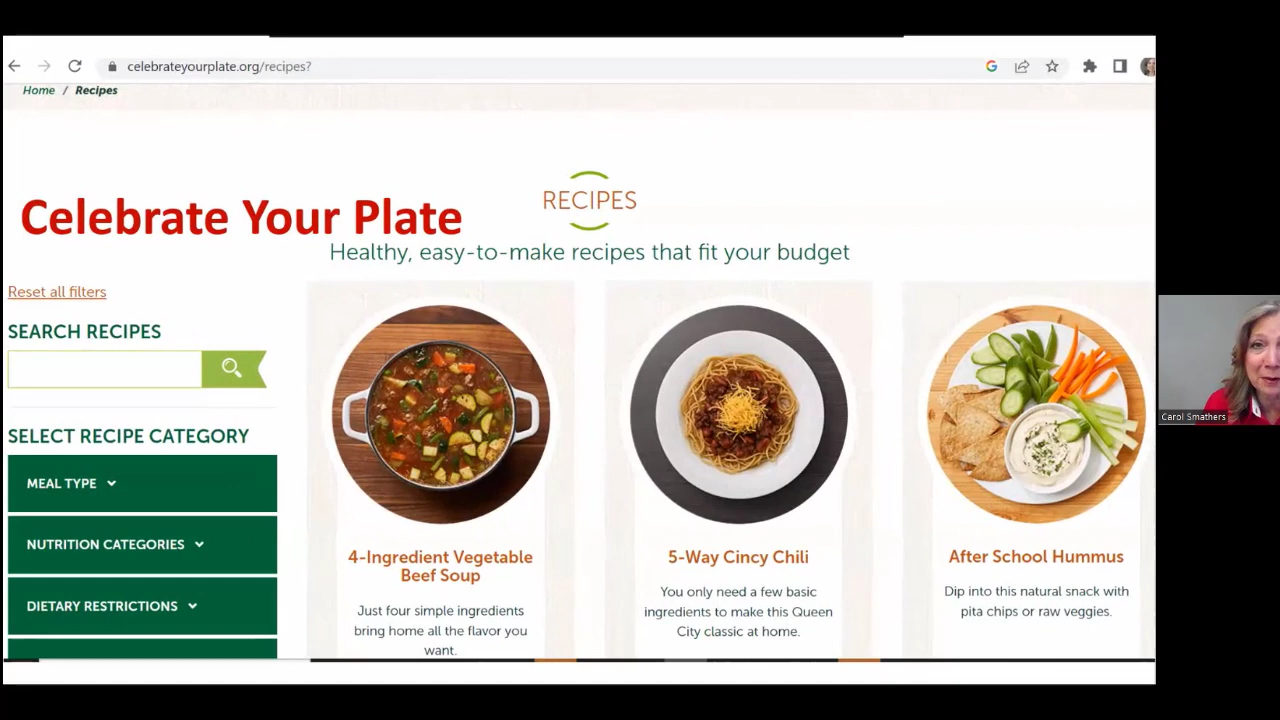 celebrateyourplate.org/recipes?
Home / Recipes
RECIPES
Celebrate Your Plate
Healthy, easy-to-make recipes that fit your budget
Reset all filters
SEARCH RECIPES
SELECT RECIPE CATEGORY
MEAL TYPE
NUTRITION CATEGORIES
DIETARY RESTRICTIONS
4-Ingredient Vegetable
Beef Soup
Just four simple ingredients
bring home all the flavor you
want.
5-Way Cincy Chili
You only need a few basic
ingredients to make this Queen
City classic at home.
After School Hummus
Dip into this natural snack with
pita chips or raw veggies.
Carol Smathers